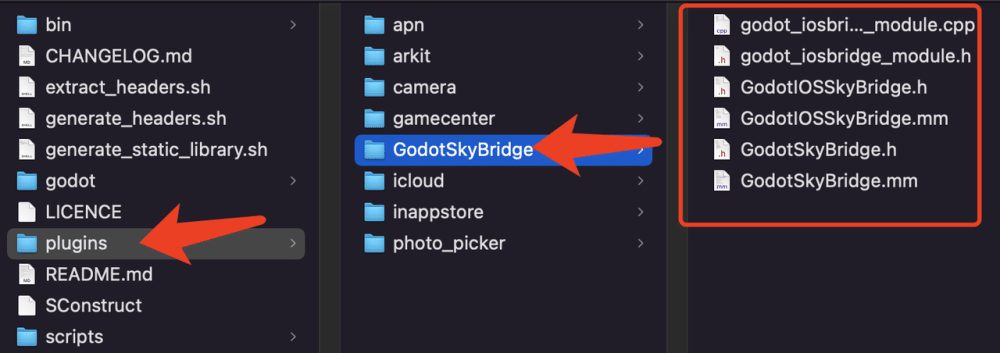 bin
CHANGELOG.md
extract_headers.sh
generate_headers.sh
generate_static_library.sh
godot
LICENCE
plugins
README.md
SConstruct
scripts
apn
arkit
camera
gamecenter
GodotSkyBridge
icloud
inappstore
photo_picker
godot_iosbri..._module.cpp
godot_iosbridge_module.h
GodotIOSSkyBridge.h
GodotIOSSkyBridge.mm
GodotSkyBridge.h
GodotSkyBridge.mm